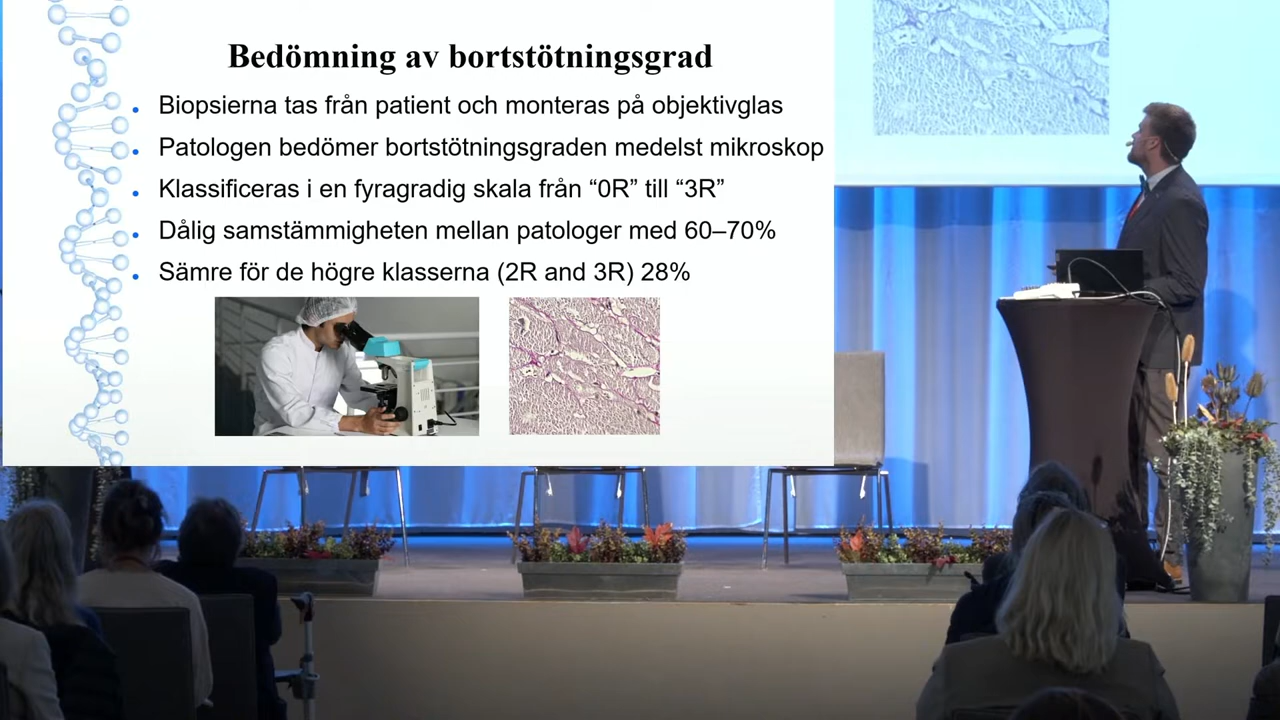 Bedömning av bortstötningsgrad
Biopsierna tas från patient och monteras på objektivglas
Patologen bedömer bortstötningsgraden medelst mikroskop
Klassificeras i en fyragradig skala från “0R” till “3R”
Dålig samstämmigheten mellan patologer med 60–70%
Sämre för de högre klasserna (2R and 3R) 28%